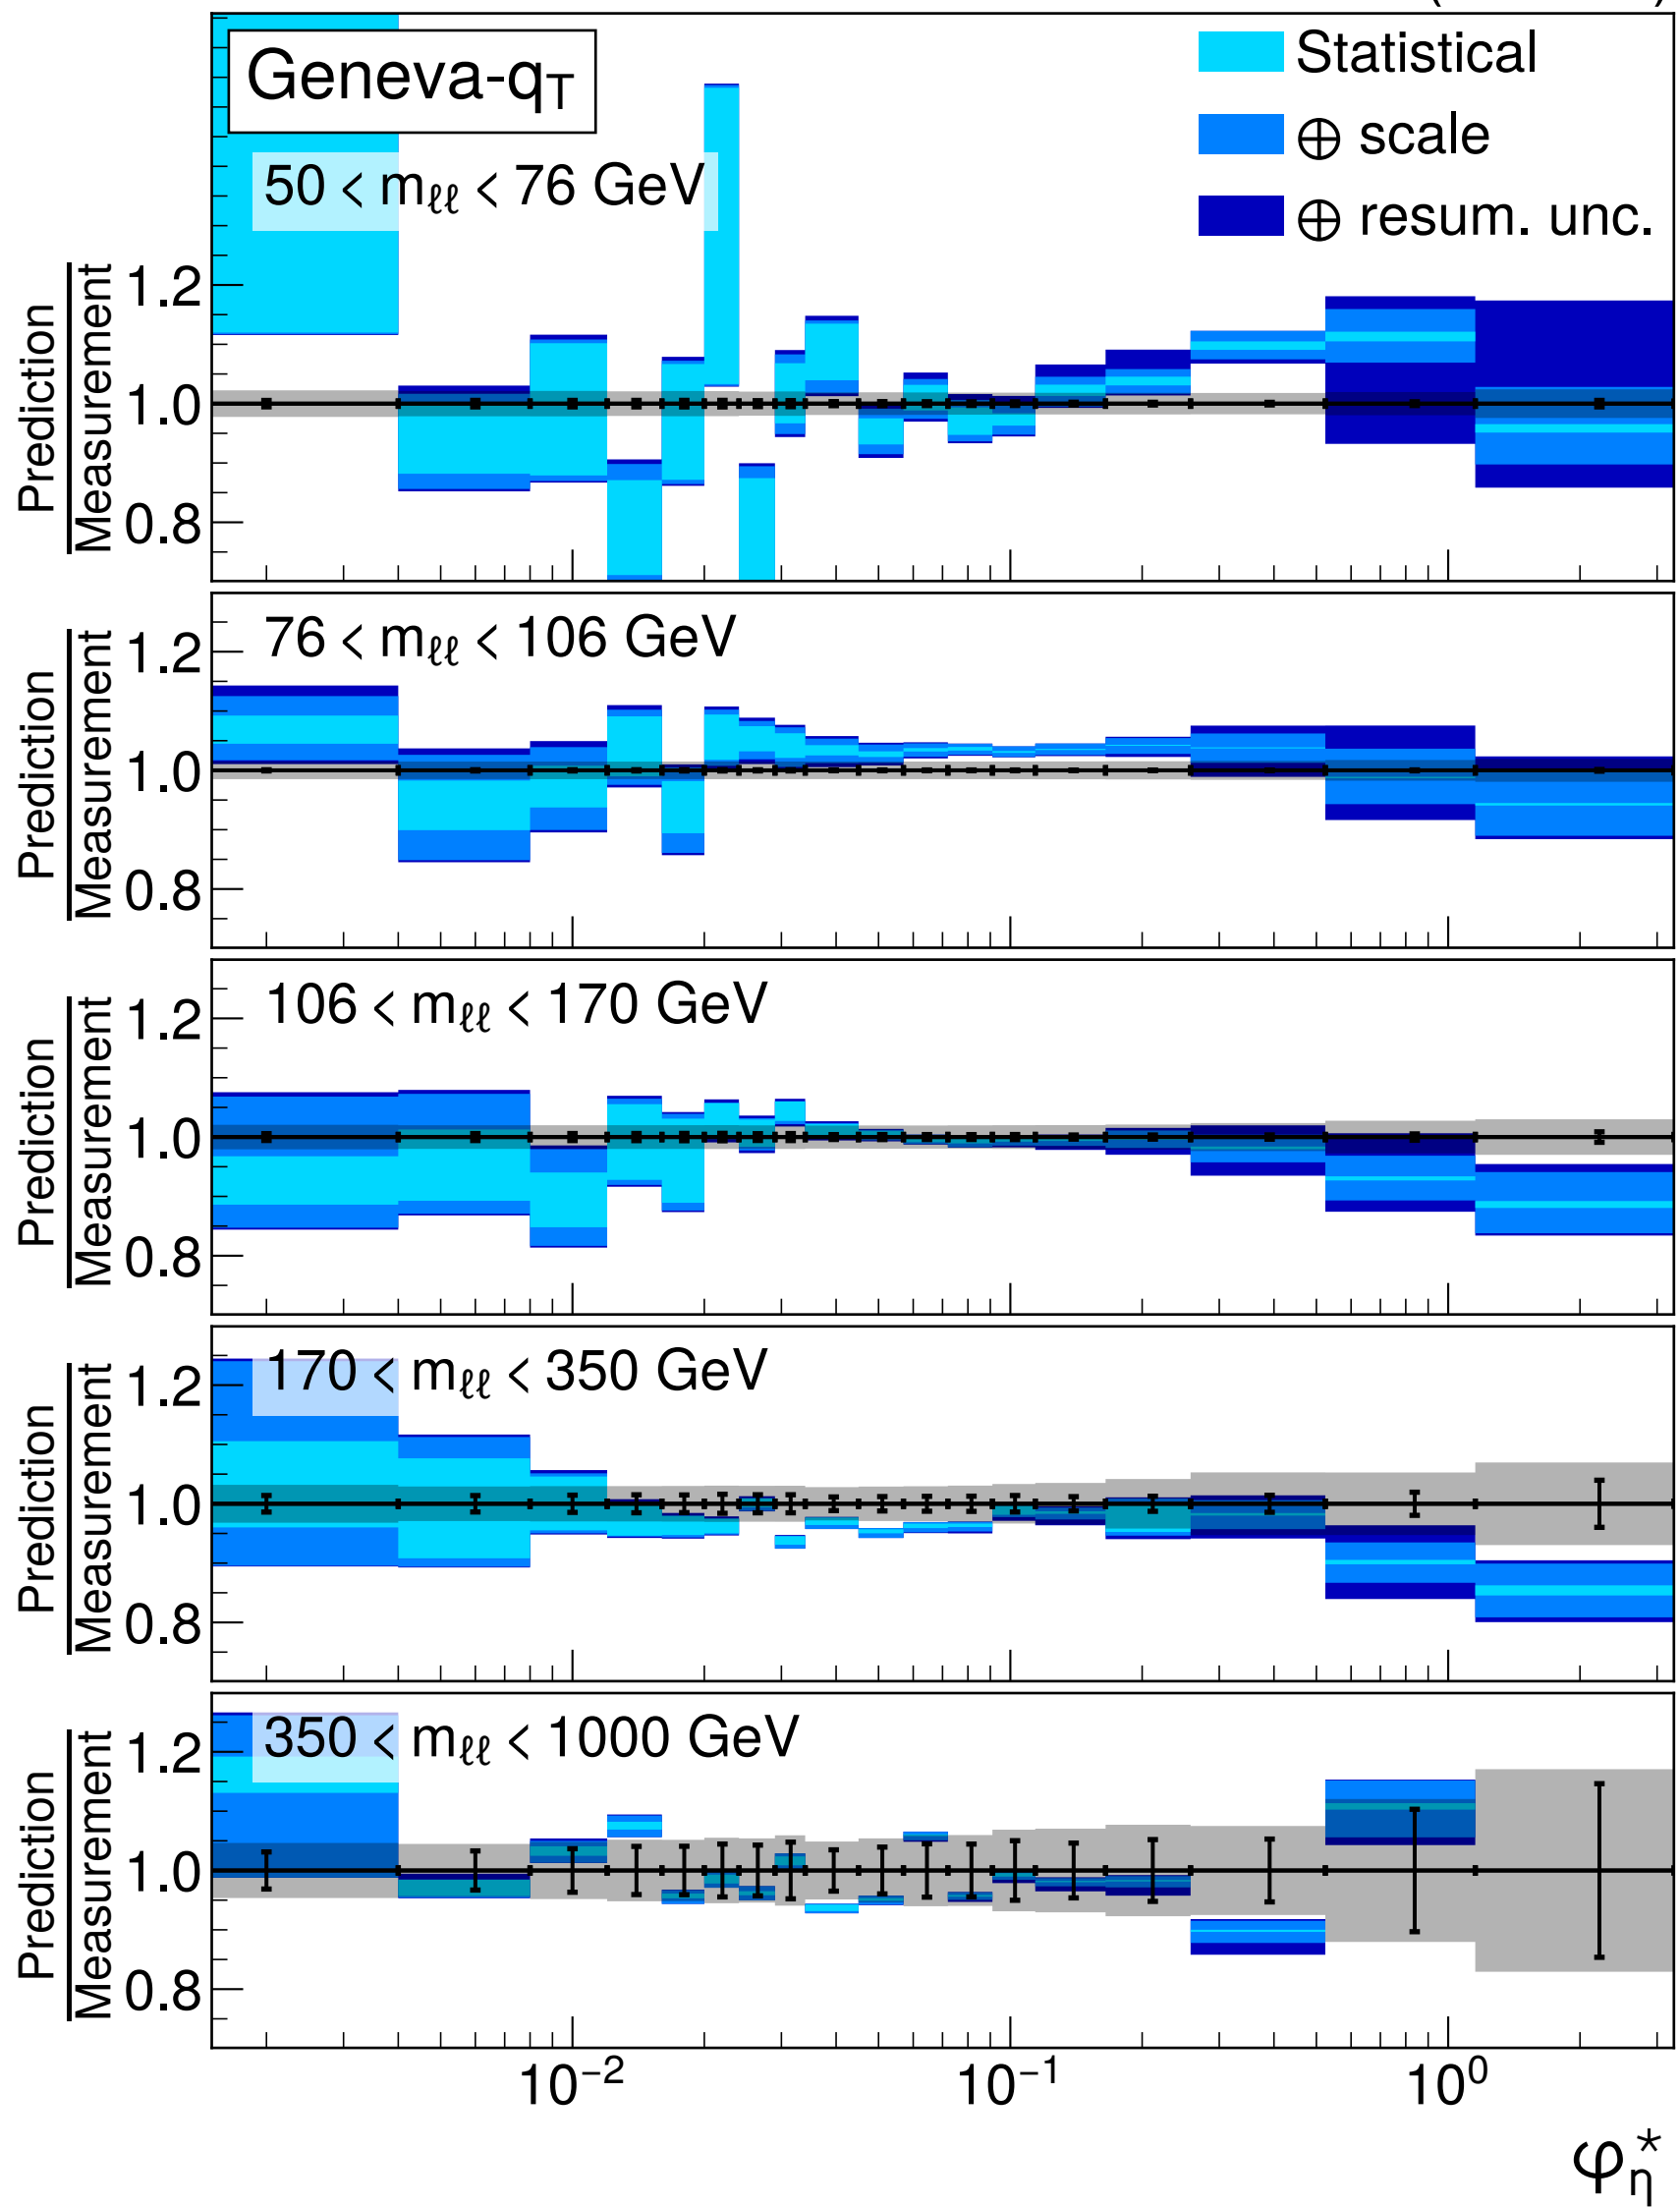 Geneva-qT
Statistical
⊕ scale
⊕ resum. unc.
50 < mℓℓ < 76 GeV
Prediction
Measurement
1.2
1.0
0.8
76 < mℓℓ < 106 GeV
Prediction
Measurement
1.2
1.0
0.8
106 < mℓℓ < 170 GeV
Prediction
Measurement
1.2
1.0
0.8
170 < mℓℓ < 350 GeV
Prediction
Measurement
1.2
1.0
0.8
350 < mℓℓ < 1000 GeV
Prediction
Measurement
1.2
1.0
0.8
10⁻² 10⁻¹ 10⁰
φ*η